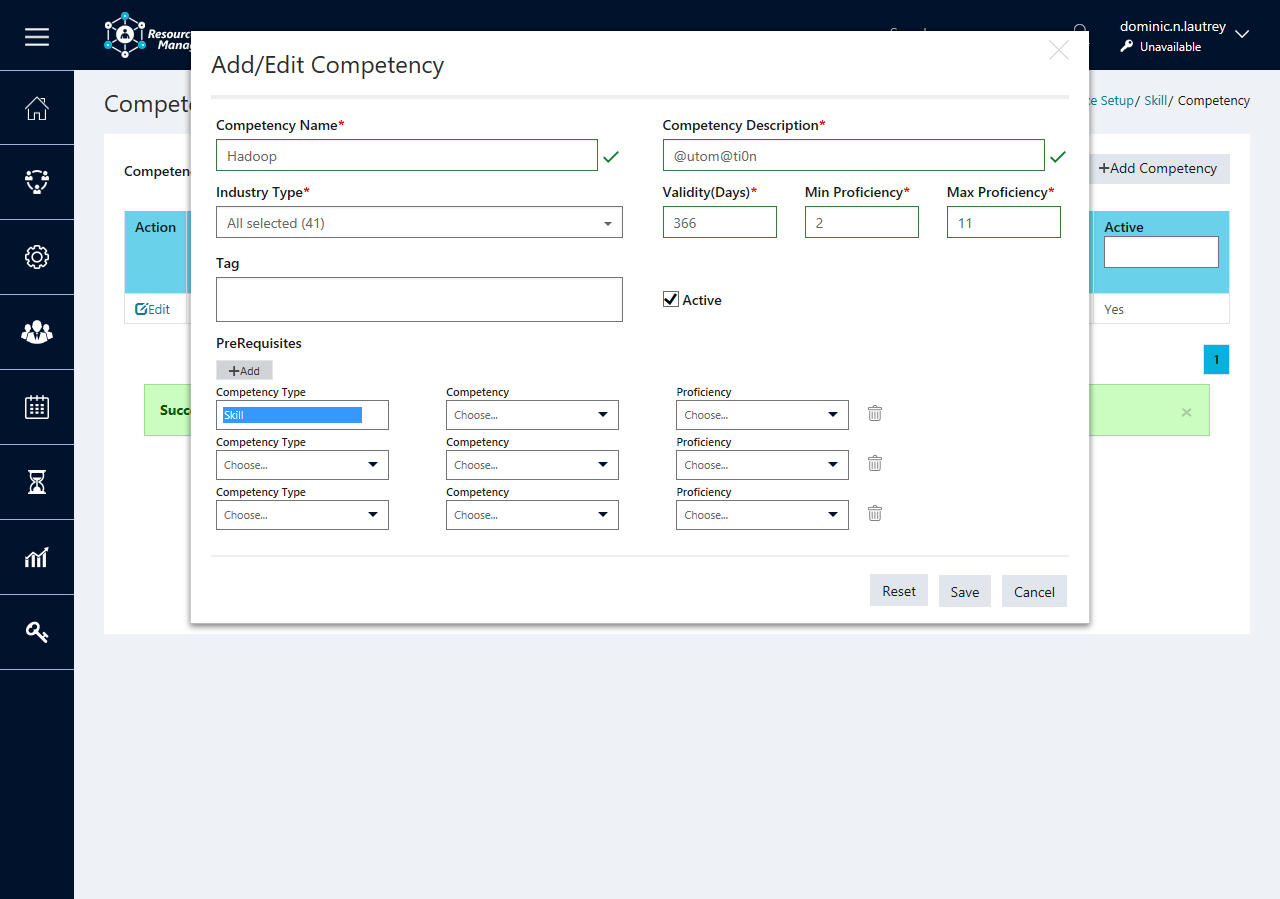 Resourc
Manag
dominic.n.lautrey
Unavailable
Add/Edit Competency
Compete
ce Setup/ Skill/ Competency
Competency Name*
Competency Description*
Hadoop
@utom@ti0n
Competen
+Add Competency
Industry Type*
Validity(Days)*
Min Proficiency*
Max Proficiency*
All selected (41)
366
2
11
Action
Active
Tag
Active
Edit
Yes
PreRequisites
+Add
1
Competency Type
Competency
Proficiency
Skill
Choose...
Choose...
Succ
×
Competency Type
Competency
Proficiency
Choose...
Choose...
Choose...
Competency Type
Competency
Proficiency
Choose...
Choose...
Choose...
Reset
Save
Cancel